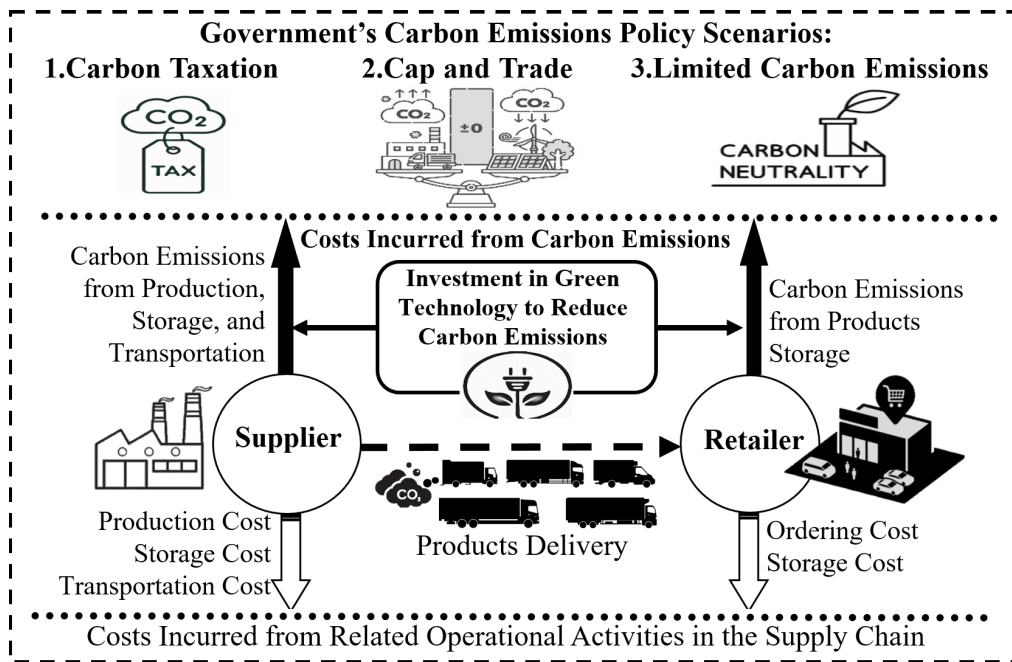 Government's Carbon Emissions Policy Scenarios:
1.Carbon Taxation
2.Cap and Trade
3.Limited Carbon Emissions
CO2
TAX
CO2
±0
CO2
CARBON
NEUTRALITY
Costs Incurred from Carbon Emissions
Carbon Emissions
from Production,
Storage, and
Transportation
Investment in Green
Technology to Reduce
Carbon Emissions
Carbon Emissions
from Products
Storage
Supplier
Retailer
CO2
Products Delivery
Production Cost
Storage Cost
Transportation Cost
Ordering Cost
Storage Cost
Costs Incurred from Related Operational Activities in the Supply Chain